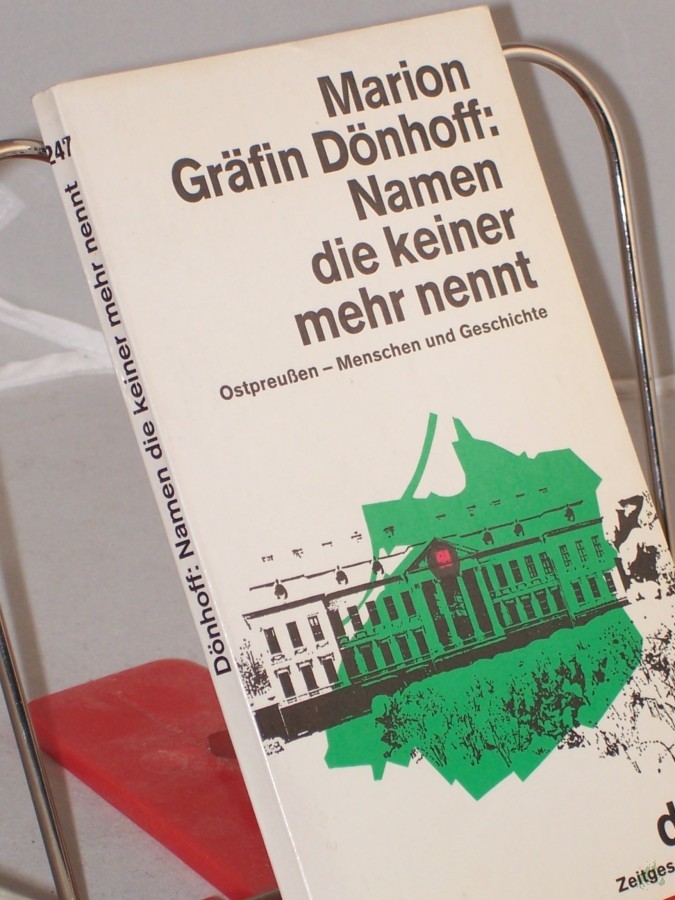 Marion
Gräfin Dönhoff:
Namen
die keiner
mehr nennt
Ostpreußen – Menschen und Geschichte
247
Dönhoff: Namen die keiner mehr nennt
d
Zeitges